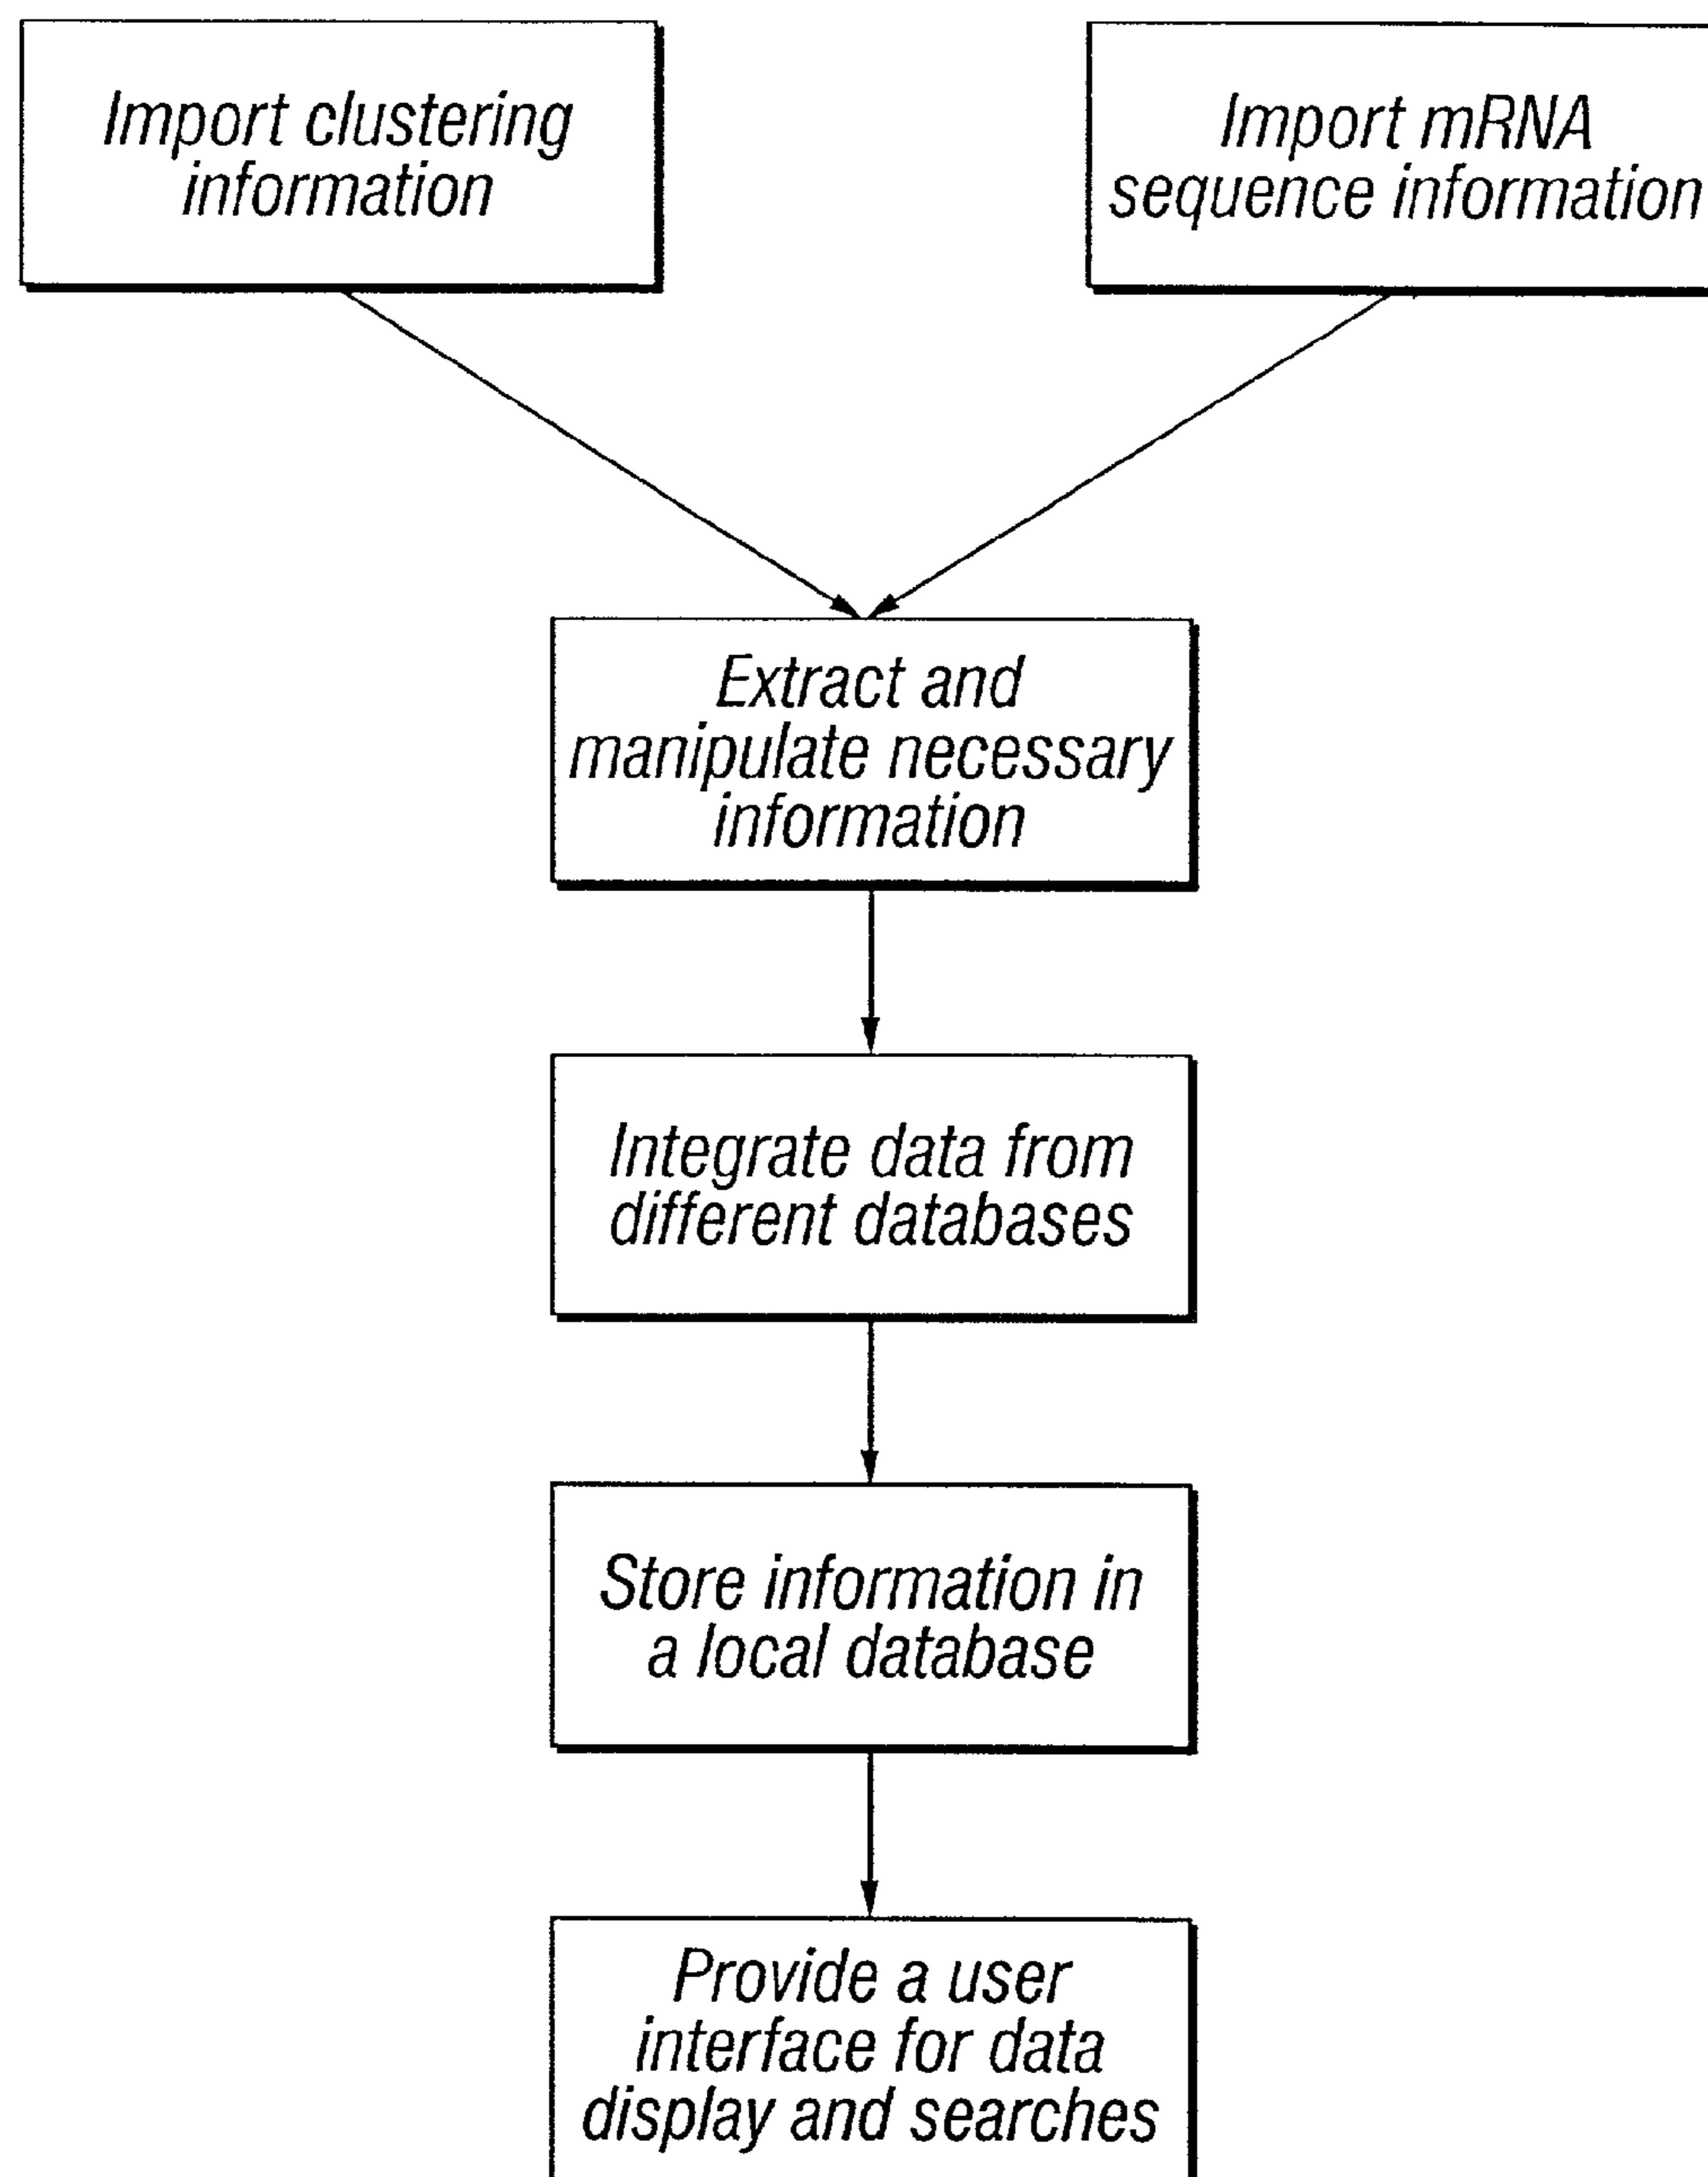 Import clustering
information
Import mRNA
sequence information
Extract and
manipulate necessary
information
Integrate data from
different databases
Store information in
a local database
Provide a user
interface for data
display and searches